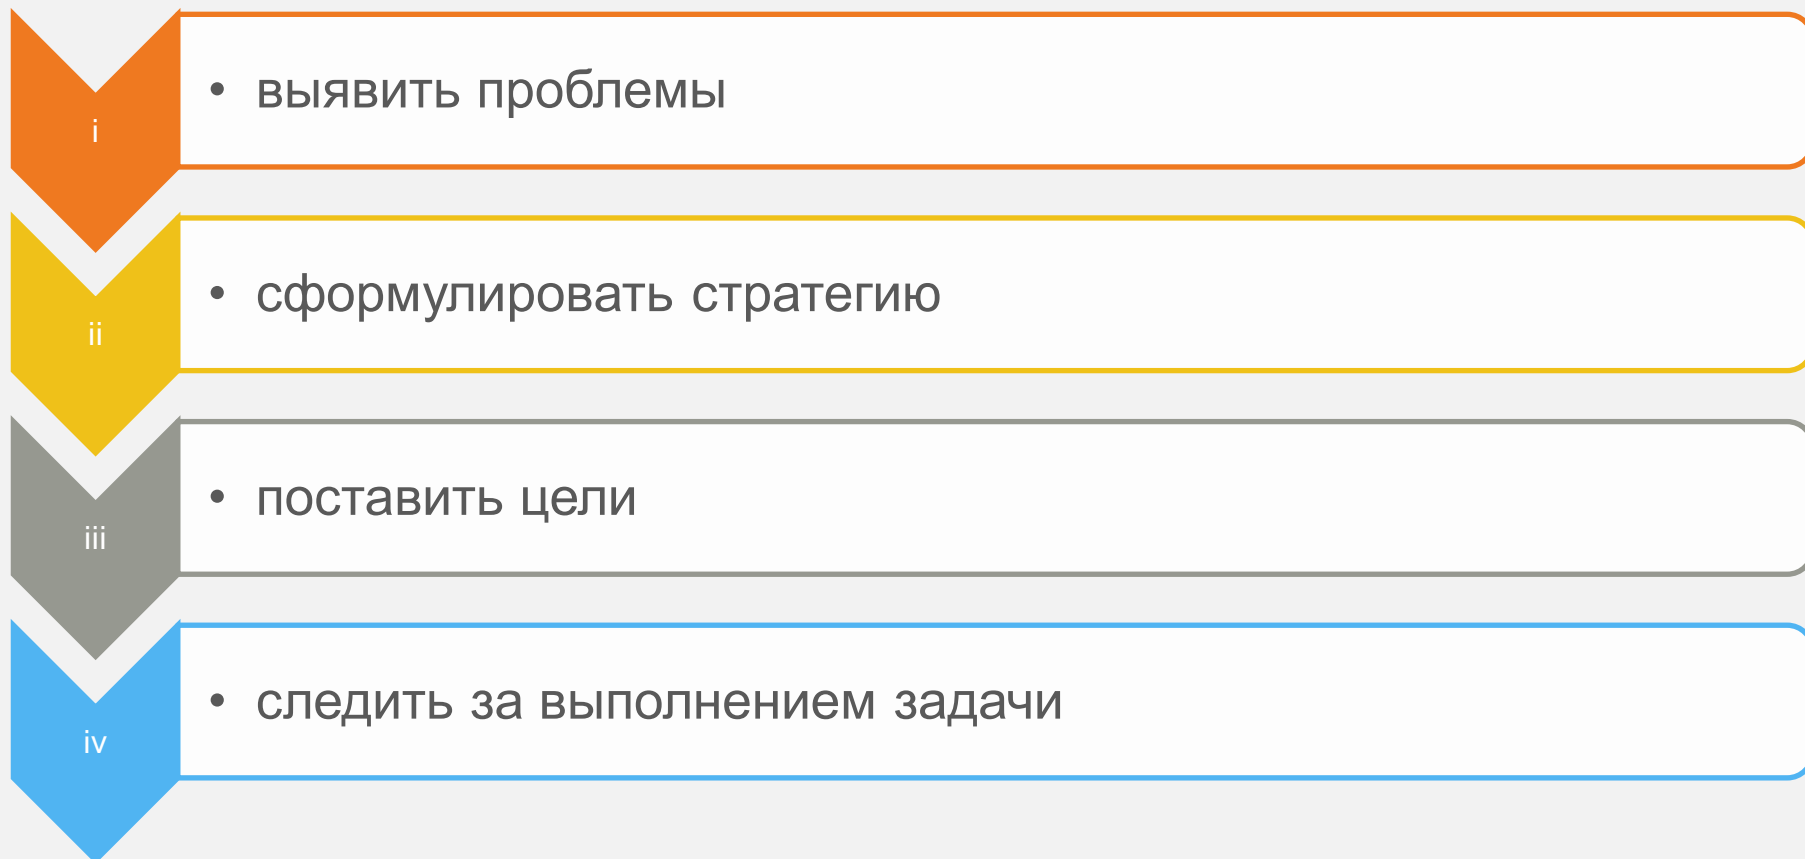 i
• выявить проблемы
ii
• сформулировать стратегию
iii
• поставить цели
iv
• следить за выполнением задачи